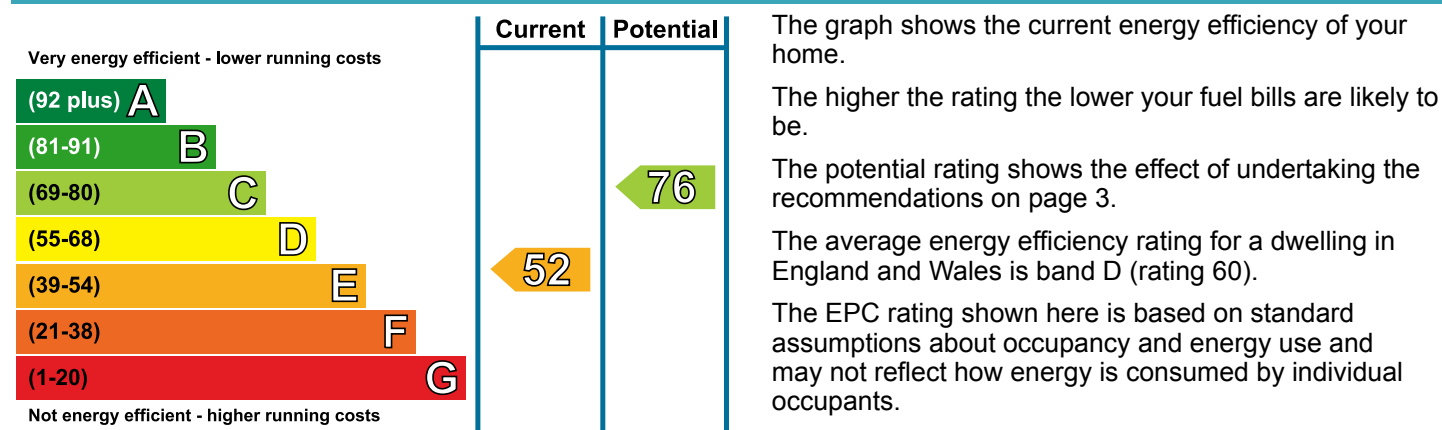 Current Potential
Very energy efficient - lower running costs
(92 plus) A
(81-91) B
(69-80) C
(55-68) D
(39-54) E
(21-38) F
(1-20) G
Not energy efficient - higher running costs
76
52
The graph shows the current energy efficiency of your
home.
The higher the rating the lower your fuel bills are likely to
be.
The potential rating shows the effect of undertaking the
recommendations on page 3.
The average energy efficiency rating for a dwelling in
England and Wales is band D (rating 60).
The EPC rating shown here is based on standard
assumptions about occupancy and energy use and
may not reflect how energy is consumed by individual
occupants.